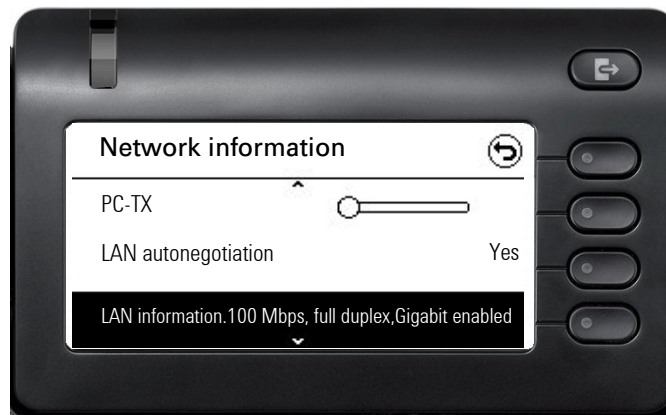 Network information
PC-TX
LAN autonegotiation Yes
LAN information.100 Mbps, full duplex,Gigabit enabled